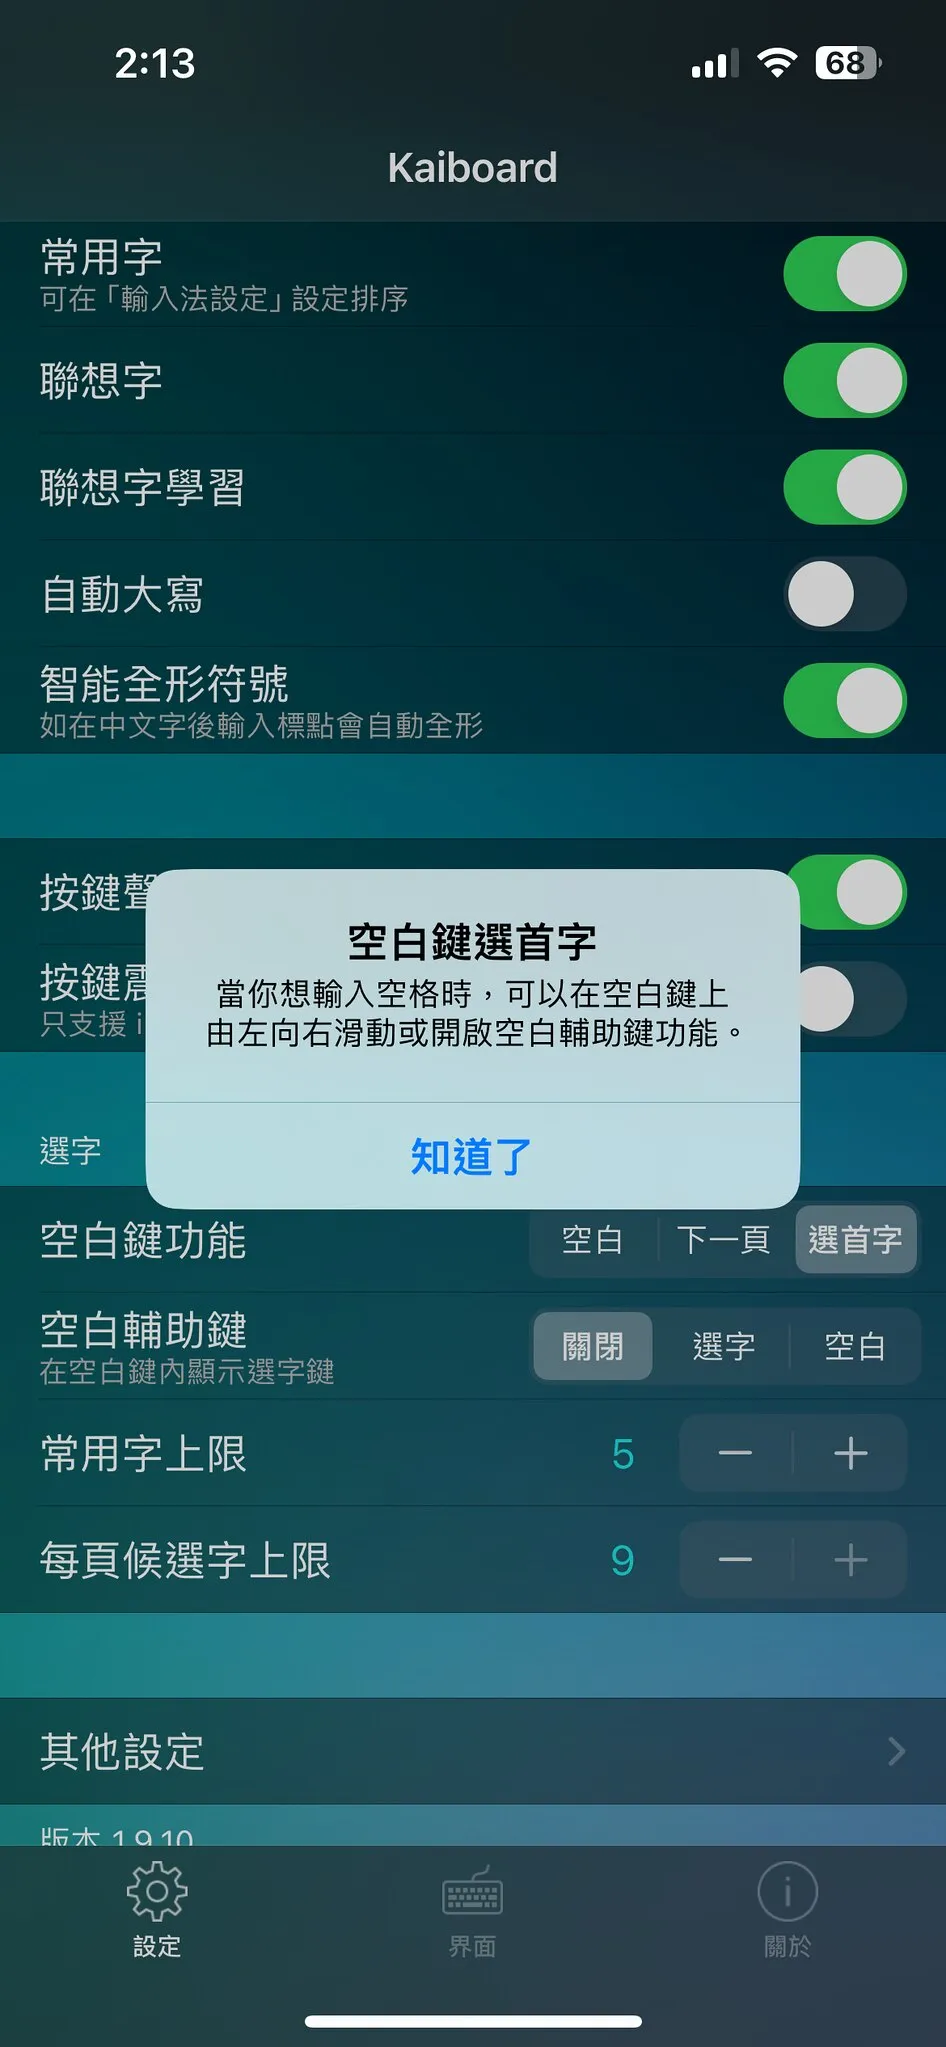 2:13
68
Kaiboard
常用字
可在「輸入法設定」設定排序
聯想字
聯想字學習
自動大寫
智能全形符號
如在中文字後輸入標點會自動全形
按鍵聲
按鍵震
只支援 i
空白鍵選首字
當你想輸入空格時，可以在空白鍵上
由左向右滑動或開啟空白輔助鍵功能。
知道了
選字
空白鍵功能
空白 下一頁 選首字
空白輔助鍵
在空白鍵內顯示選字鍵
關閉 選字 空白
常用字上限 5
每頁候選字上限 9
其他設定
版本 1.9.10
設定 界面 關於